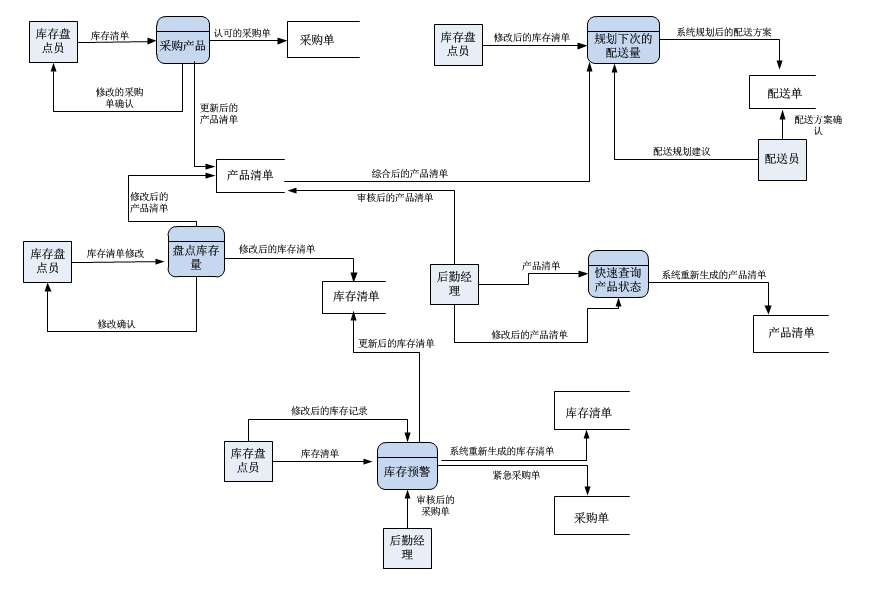 库存盘
点员
库存清单
采购产品
认可的采购单
采购单
修改的采购
单确认
更新后的
产品清单
库存盘
点员
修改后的库存清单
规划下次的
配送量
系统规划后的配送方案
配送单
配送方案确
认
配送规划建议
配送员
产品清单
综合后的产品清单
审核后的产品清单
修改后的
产品清单
库存盘
点员
库存清单修改
盘点库存
量
修改后的库存清单
修改确认
库存清单
更新后的库存清单
后勤经
理
产品清单
快速查询
产品状态
系统重新生成的产品清单
修改后的产品清单
产品清单
修改后的库存记录
库存盘
点员
库存清单
库存预警
系统重新生成的库存清单
紧急采购单
库存清单
采购单
审核后的
采购单
后勤经
理